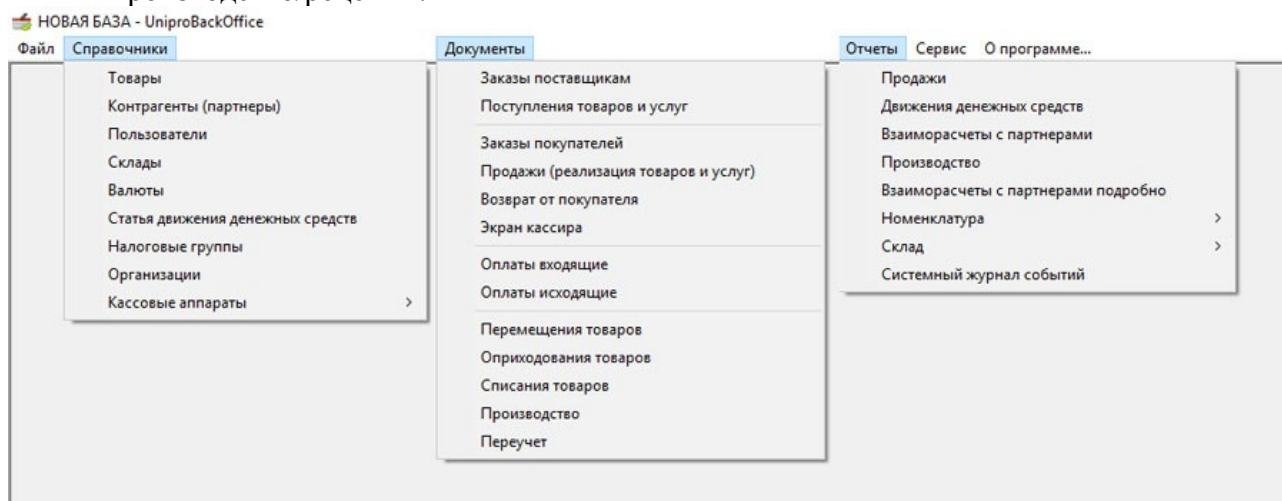 НОВАЯ БАЗА - UniproBackOffice
Файл Справочники Документы Отчеты Сервис О программе...
Товары
Контрагенты (партнеры)
Пользователи
Склады
Валюты
Статья движения денежных средств
Налоговые группы
Организации
Кассовые аппараты >
Заказы поставщикам
Поступления товаров и услуг
Заказы покупателей
Продажи (реализация товаров и услуг)
Возврат от покупателя
Экран кассира
Оплаты входящие
Оплаты исходящие
Перемещения товаров
Оприходования товаров
Списания товаров
Производство
Переучет
Продажи
Движения денежных средств
Взаиморасчеты с партнерами
Производство
Взаиморасчеты с партнерами подробно
Номенклатура >
Склад >
Системный журнал событий